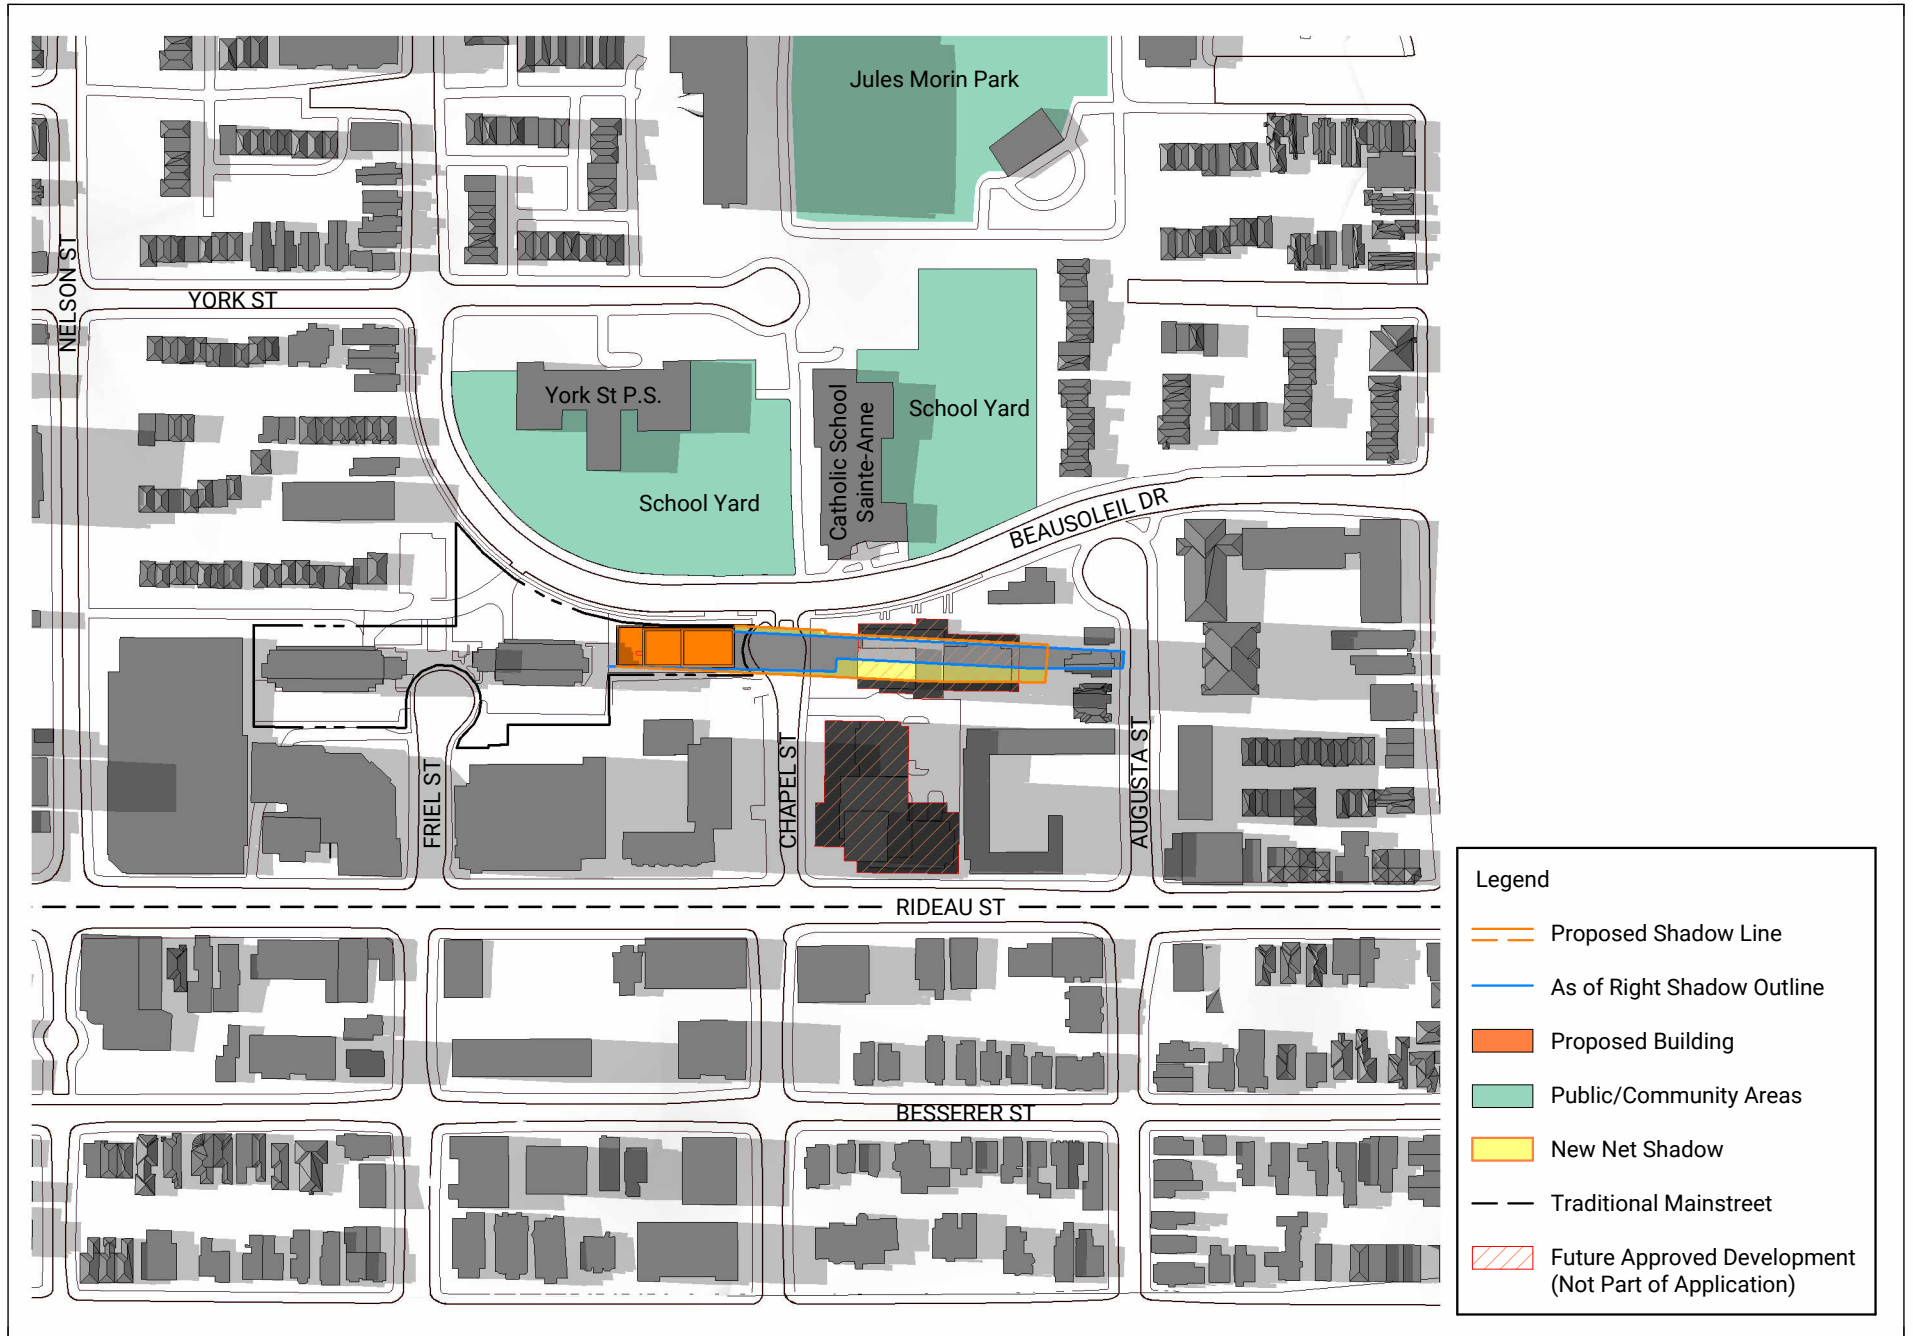 Jules Morin Park
NELSON ST
YORK ST
York St P.S.
School Yard
Catholic School
Sainte-Anne
School Yard
BEAUSOLEIL DR
FRIEL ST
CHAPEL ST
AUGUSTA ST
RIDEAU ST
BESSERER ST
Legend
Proposed Shadow Line
As of Right Shadow Outline
Proposed Building
Public/Community Areas
New Net Shadow
Traditional Mainstreet
Future Approved Development
(Not Part of Application)